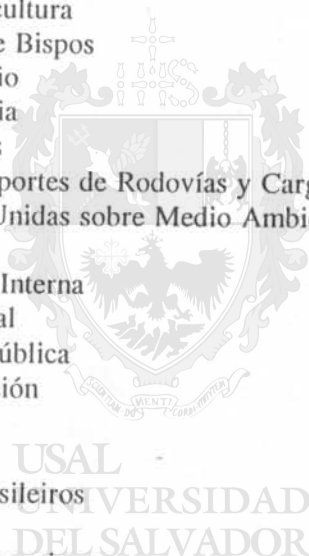 cultura
e Bispos
io
ia
s
portes de Rodovías y Carg
Unidas sobre Medio Ambi
Interna
al
ública
ión
sileiros
USAL
UNIVERSIDAD
DEL SALVADOR